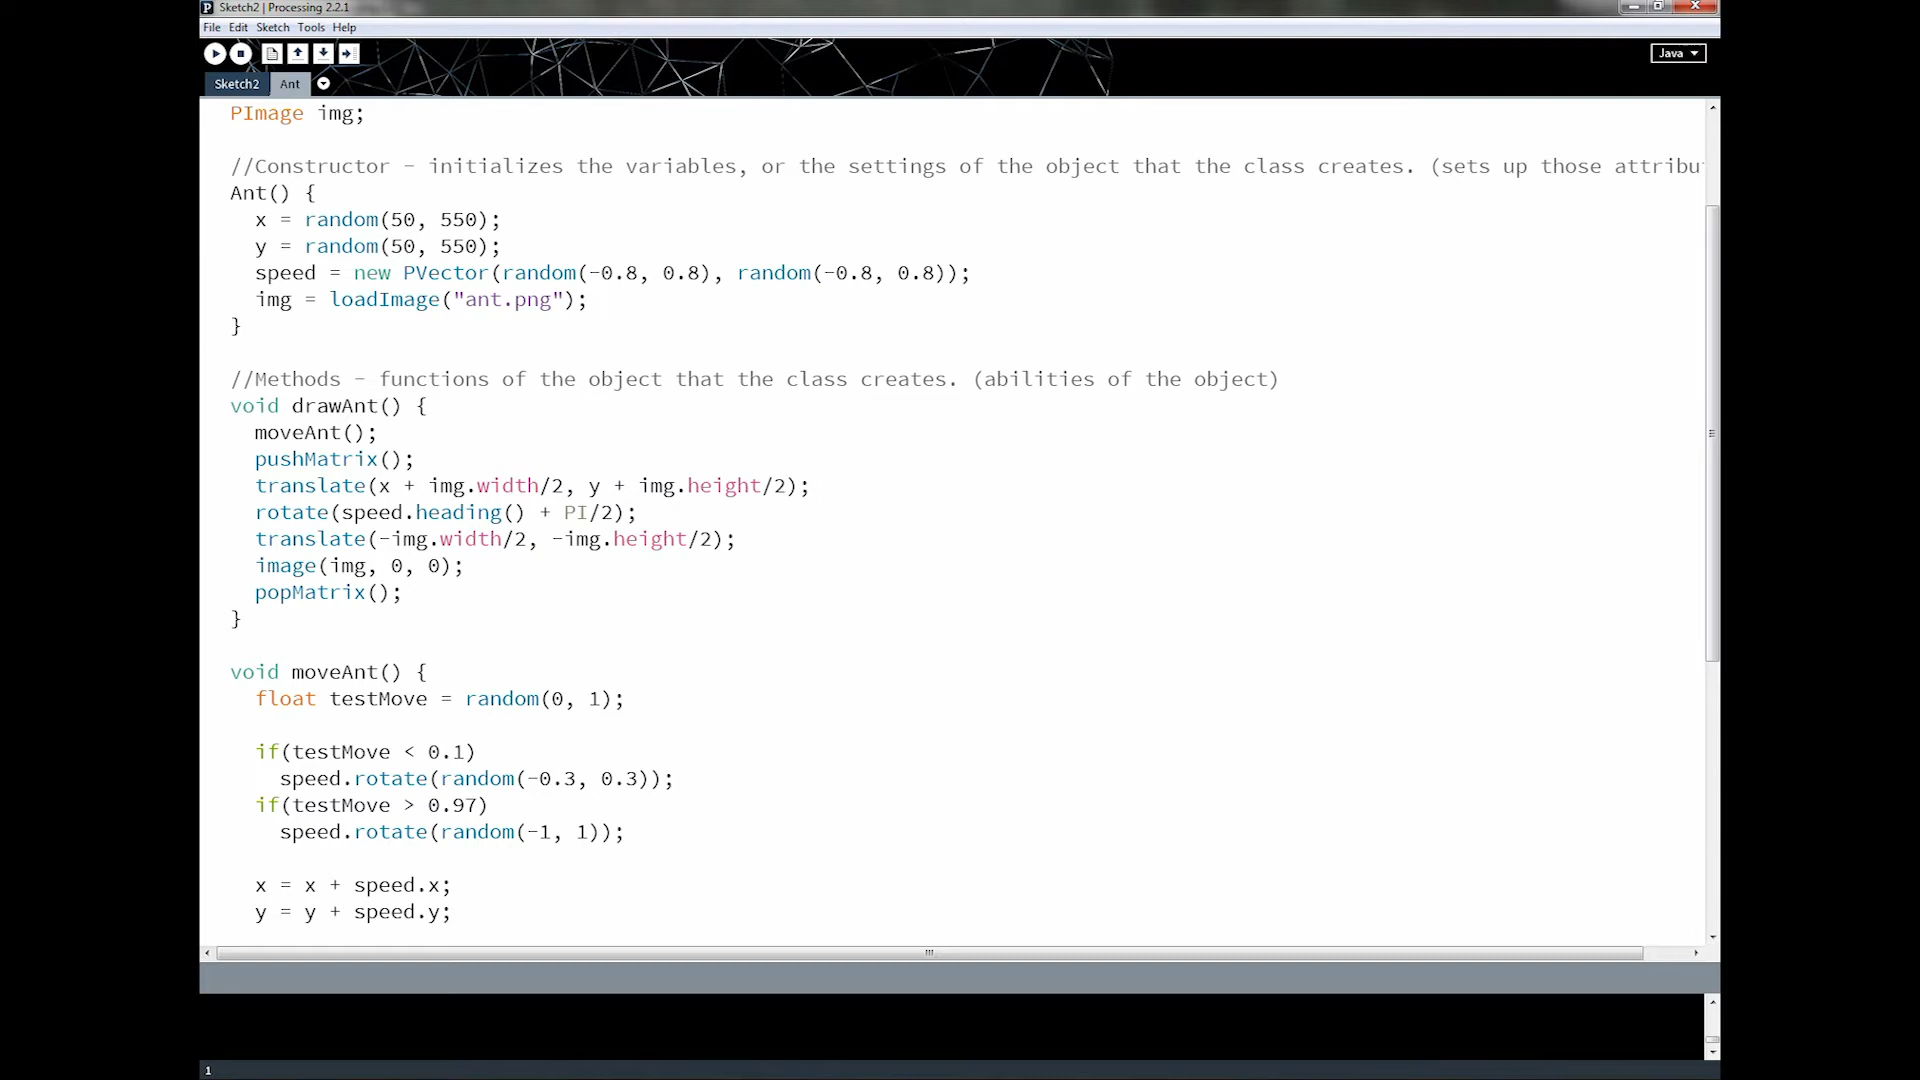 Sketch2 | Processing 2.2.1
File Edit Sketch Tools Help
Java
Sketch2 Ant
PImage img;
//Constructor - initializes the variables, or the settings of the object that the class creates. (sets up those attribu
Ant() {
x = random(50, 550);
y = random(50, 550);
speed = new PVector(random(-0.8, 0.8), random(-0.8, 0.8));
img = loadImage("ant.png");
}
//Methods - functions of the object that the class creates. (abilities of the object)
void drawAnt() {
moveAnt();
pushMatrix();
translate(x + img.width/2, y + img.height/2);
rotate(speed.heading() + PI/2);
translate(-img.width/2, -img.height/2);
image(img, 0, 0);
popMatrix();
}
void moveAnt() {
float testMove = random(0, 1);
if(testMove < 0.1)
speed.rotate(random(-0.3, 0.3));
if(testMove > 0.97)
speed.rotate(random(-1, 1));
x = x + speed.x;
y = y + speed.y;
1